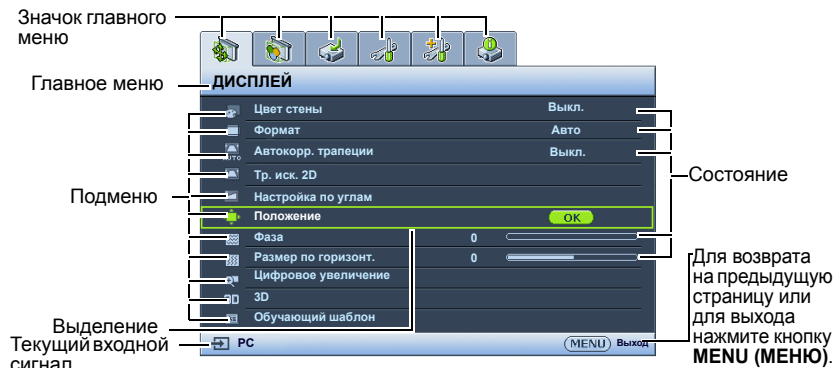 Значок главного
меню
Главное меню
ДИСПЛЕЙ
Цвет стены Выкл.
Формат Авто
AUTO Автокорр. трапеции Выкл.
Тр. иск. 2D
Состояние
Подменю
Настройка по углам
Положение OK
Фаза 0
Размер по горизонт. 0
Цифровое увеличение
3D 3D
Обучающий шаблон
Выделение
Текущий входной
сигнал
PC MENU Выход
Для возврата
на предыдущую
страницу или
для выхода
нажмите кнопку
MENU (МЕНЮ).